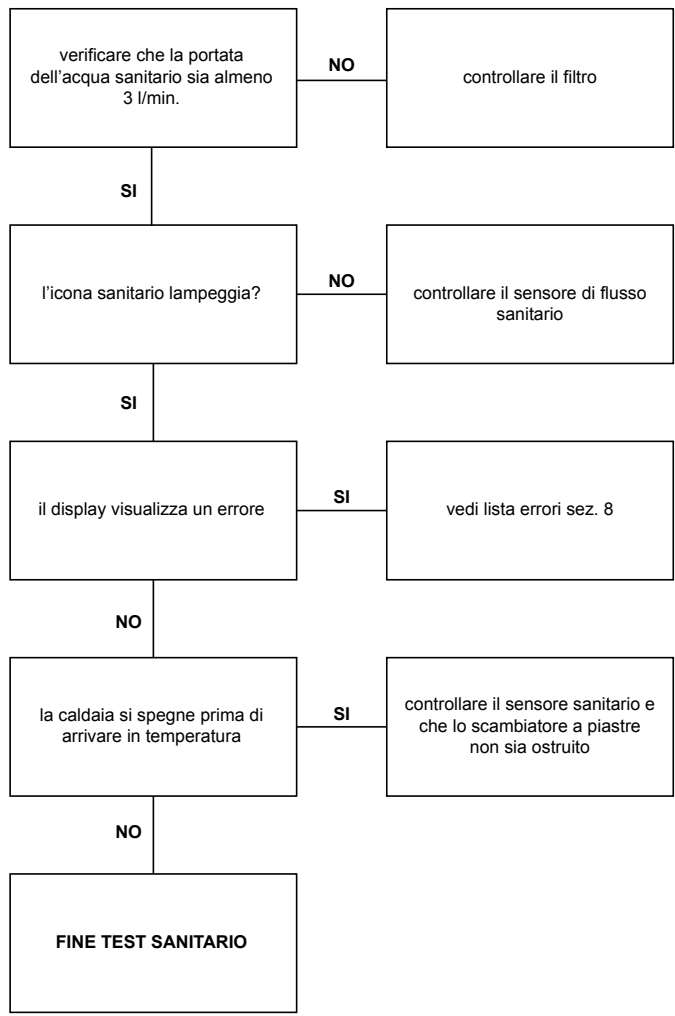 verificare che la portata
dell'acqua sanitario sia almeno
3 l/min.
NO
controllare il filtro
SI
l'icona sanitario lampeggia?
NO
controllare il sensore di flusso
sanitario
SI
il display visualizza un errore
SI
vedi lista errori sez. 8
NO
la caldaia si spegne prima di
arrivare in temperatura
SI
controllare il sensore sanitario e
che lo scambiatore a piastre
non sia ostruito
NO
FINE TEST SANITARIO